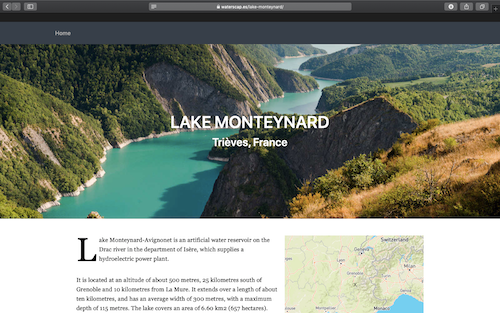 waterscap.es/lake-monteynard/
Home
LAKE MONTEYNARD
Trièves, France
Lake Monteynard-Avignonet is an artificial water reservoir on the
Drac river in the department of Isère, which supplies a
hydroelectric power plant.
It is located at an altitude of about 500 metres, 25 kilometres south of
Grenoble and 10 kilometres from La Mure. It extends over a length of about
ten kilometres, and has an average width of 300 metres, with a maximum
depth of 115 metres. The lake covers an area of 6.60 km2 (657 hectares).
Switzerland
Geneva
Milan
Monaco